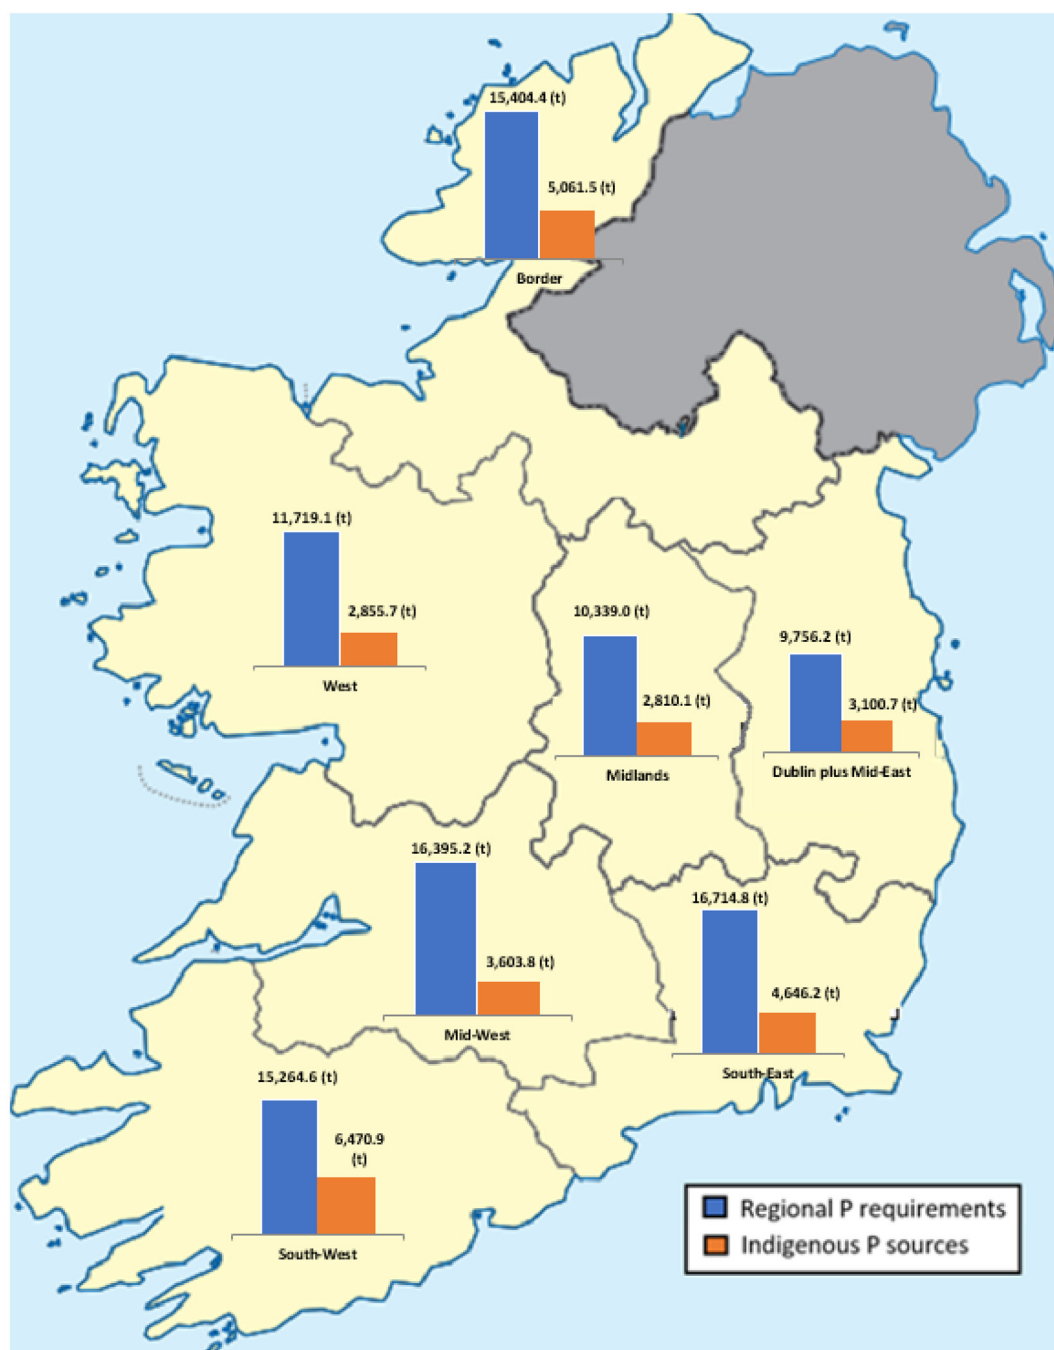 15,404.4 (t)
5,061.5 (t)
Border
11,719.1 (t)
2,855.7 (t)
West
10,339.0 (t)
2,810.1 (t)
Midlands
9,756.2 (t)
3,100.7 (t)
Dublin plus Mid-East
16,395.2 (t)
3,603.8 (t)
Mid-West
16,714.8 (t)
4,646.2 (t)
South-East
15,264.6 (t)
6,470.9
(t)
South-West
Regional P requirements
Indigenous P sources